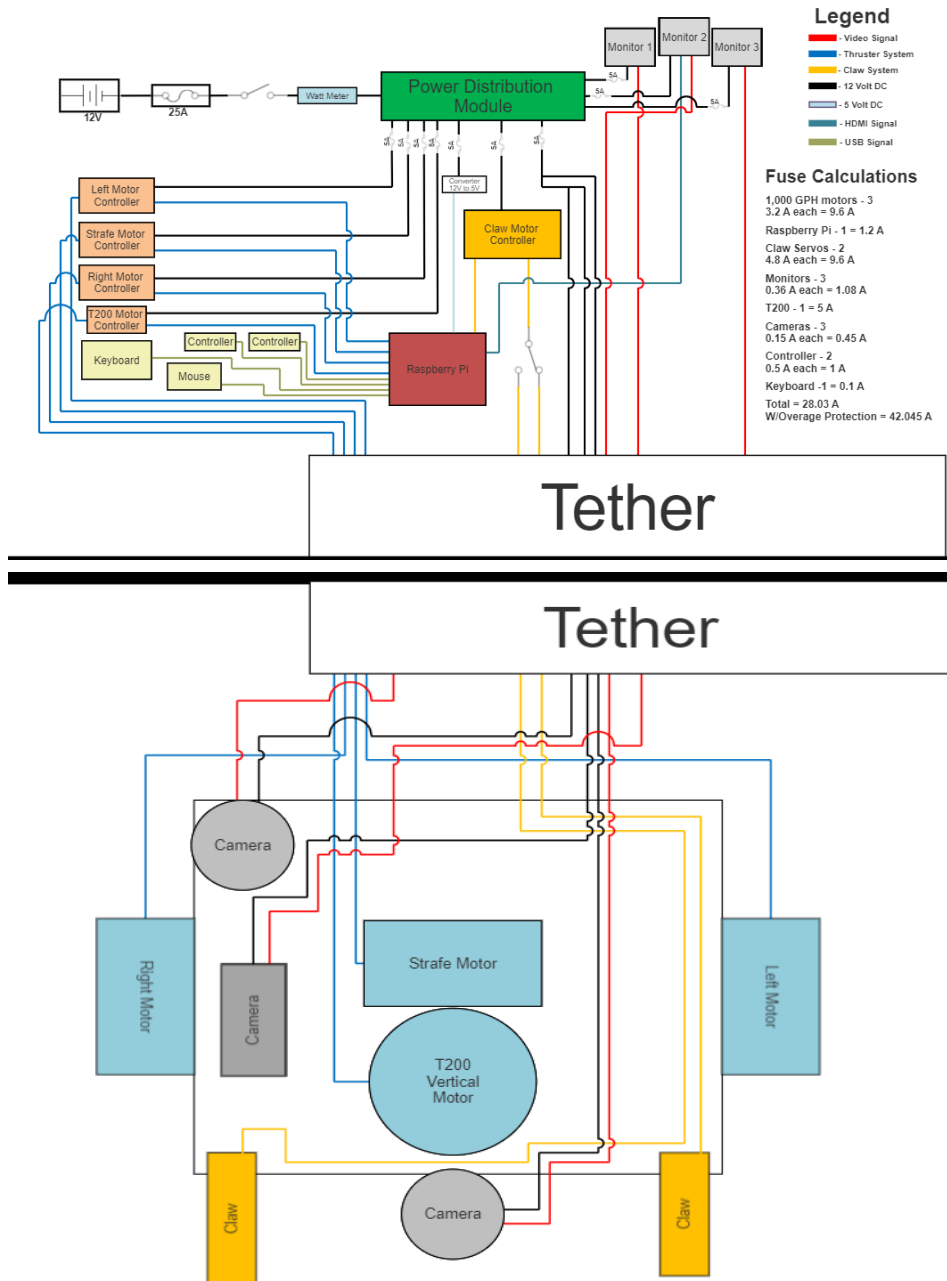 Legend
- Video Signal
- Thruster System
- Claw System
- 12 Volt DC
- 5 Volt DC
- HDMI Signal
- USB Signal
Monitor 1
Monitor 2
Monitor 3
12V
25A
Watt Meter
Power Distribution
Module
5A
5A
5A
5A
5A
5A
5A
5A
5A
5A
Left Motor
Controller
Strafe Motor
Controller
Right Motor
Controller
T200 Motor
Controller
Converter
12V to 5V
Claw Motor
Controller
Controller
Controller
Keyboard
Mouse
Raspberry Pi
Fuse Calculations
1,000 GPH motors - 3
3.2 A each = 9.6 A
Raspberry Pi - 1 = 1.2 A
Claw Servos - 2
4.8 A each = 9.6 A
Monitors - 3
0.36 A each = 1.08 A
T200 - 1 = 5 A
Cameras - 3
0.15 A each = 0.45 A
Controller - 2
0.5 A each = 1 A
Keyboard -1 = 0.1 A
Total = 28.03 A
W/Overage Protection = 42.045 A
Tether
Tether
Camera
Right Motor
Camera
Strafe Motor
T200
Vertical
Motor
Left Motor
Claw
Camera
Claw